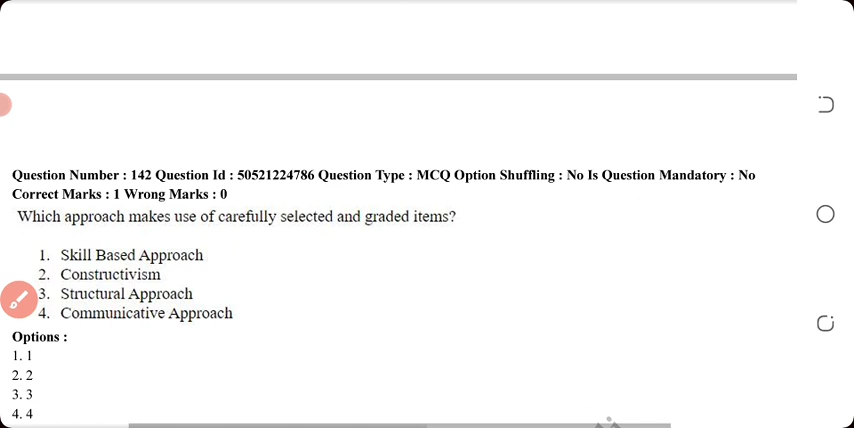 Question Number : 142 Question Id : 50521224786 Question Type : MCQ Option Shuffling : No Is Question Mandatory : No
Correct Marks : 1 Wrong Marks : 0
Which approach makes use of carefully selected and graded items?
1. Skill Based Approach
2. Constructivism
3. Structural Approach
4. Communicative Approach
Options :
1. 1
2. 2
3. 3
4. 4